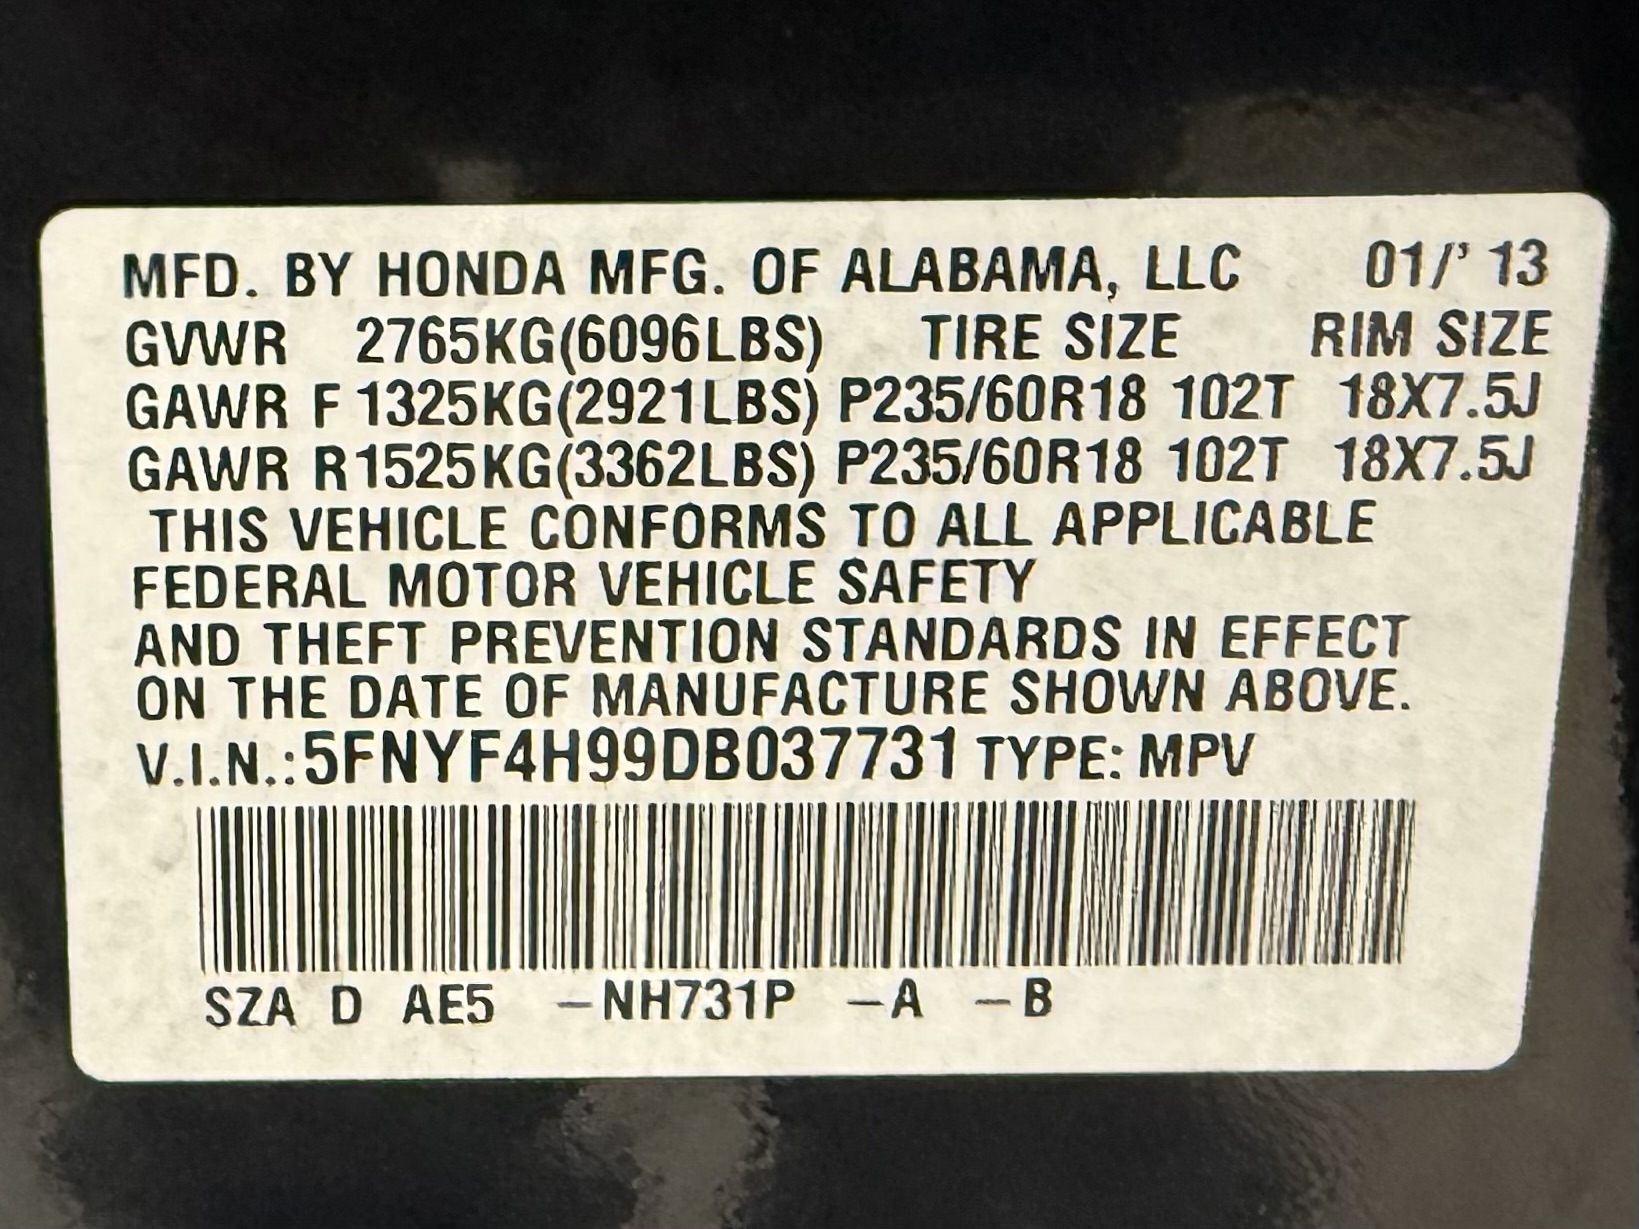 MFD. BY HONDA MFG. OF ALABAMA, LLC 01/' 13
GVWR 2765KG(6096LBS) TIRE SIZE RIM SIZE
GAWR F 1325KG(2921LBS) P235/60R18 102T 18X7.5J
GAWR R 1525KG(3362LBS) P235/60R18 102T 18X7.5J
THIS VEHICLE CONFORMS TO ALL APPLICABLE
FEDERAL MOTOR VEHICLE SAFETY
AND THEFT PREVENTION STANDARDS IN EFFECT
ON THE DATE OF MANUFACTURE SHOWN ABOVE.
V.I.N.:5FNYF4H99DB037731 TYPE: MPV
SZA D AE5 –NH731P –A –B